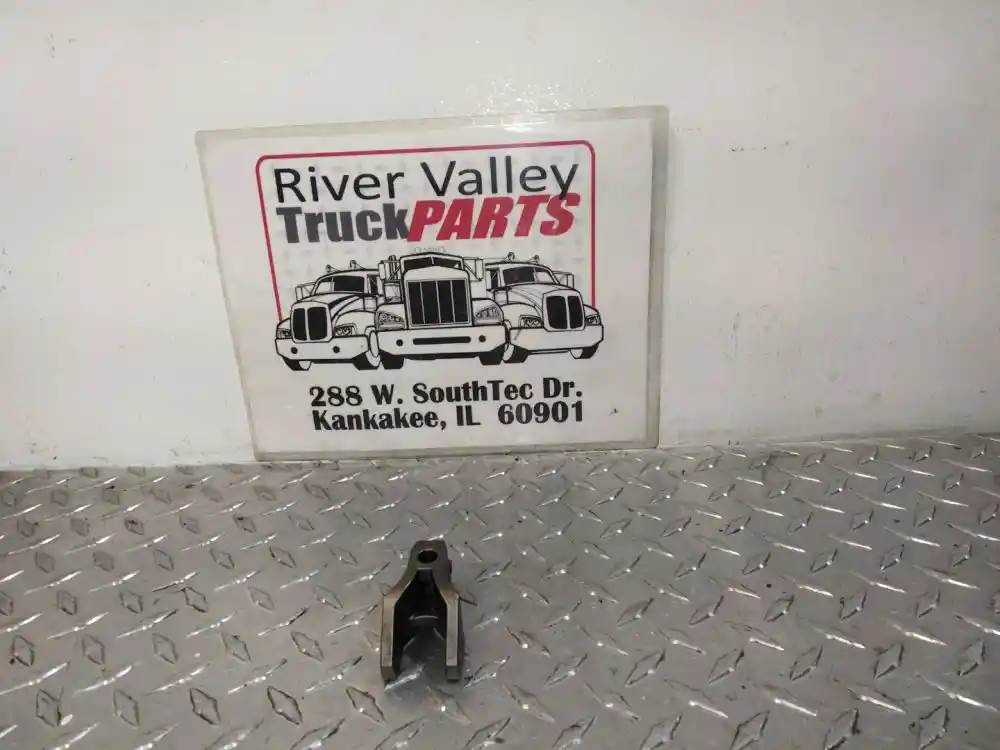 River Valley
TruckPARTS
288 W. SouthTec Dr.
Kankakee, IL 60901